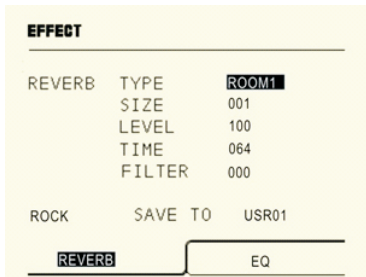 EFFECT
REVERB TYPE ROOM1
SIZE 001
LEVEL 100
TIME 064
FILTER 000
ROCK SAVE TO USR01
REVERB EQ